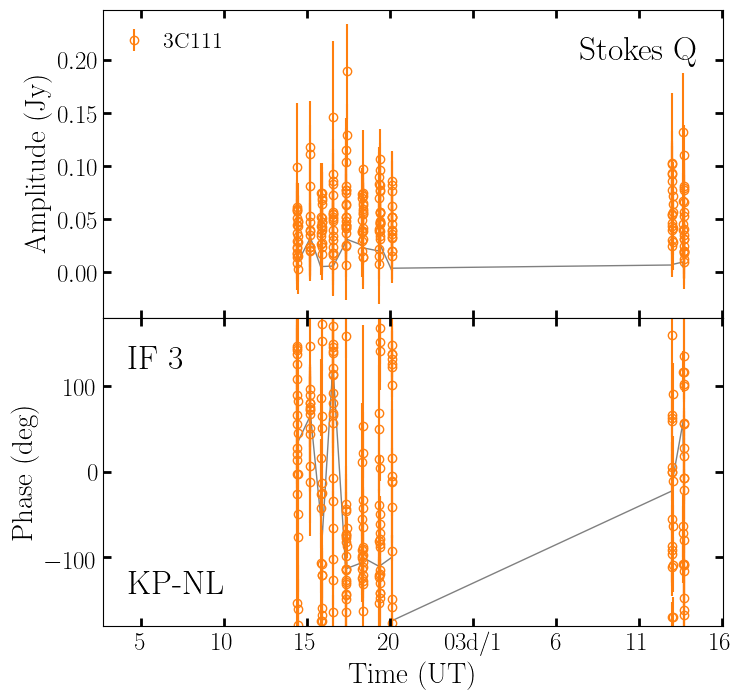 3C111
Stokes Q
0.20
0.15
0.10
0.05
0.00
Amplitude (Jy)
IF 3
KP-NL
100
0
−100
Phase (deg)
5 10 15 20 03d/1 6 11 16
Time (UT)